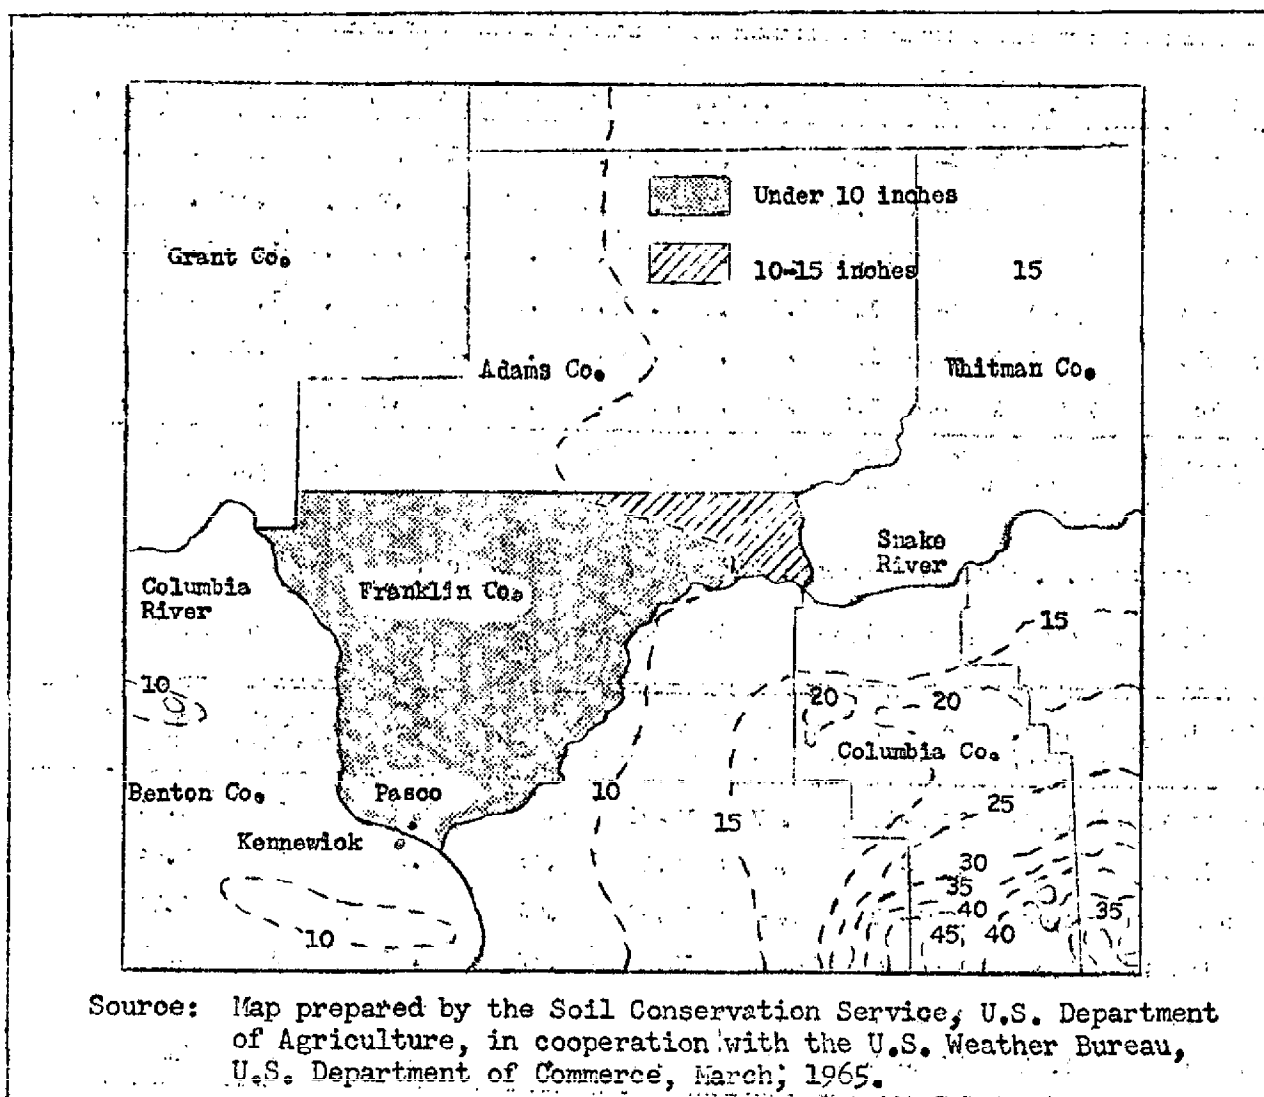 Under 10 inches
Grant Co.
10-15 inches
15
Adams Co.
Whitman Co.
Snake
River
Columbia
River
Franklin Co.
15
10
20
20
Columbia Co.
Benton Co.
Pasco
10
25
15
Kennewick
30
35
40
35
10
45
40
Source: Map prepared by the Soil Conservation Service, U.S. Department
of Agriculture, in cooperation with the U.S. Weather Bureau,
U.S. Department of Commerce, March, 1965.